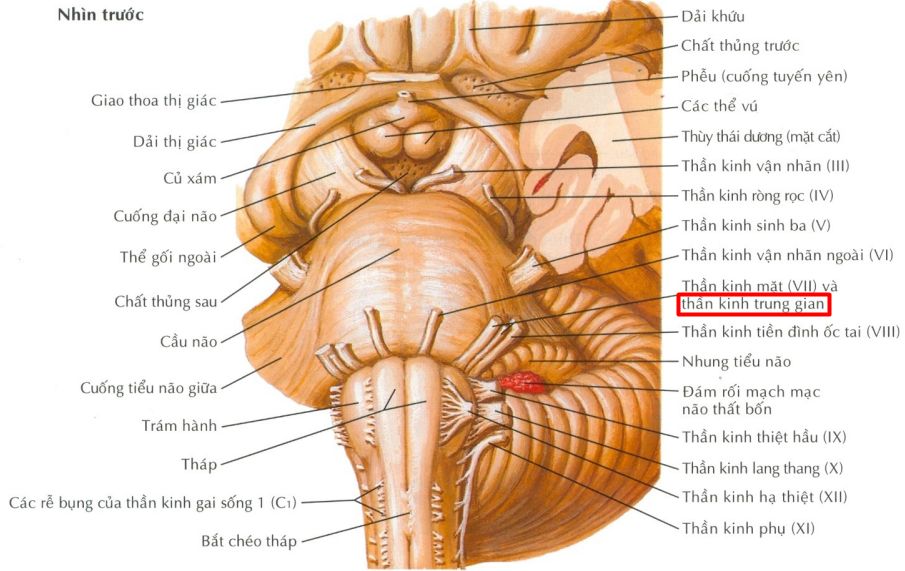 Nhìn trước
Dải khứu
Chất thủng trước
Phễu (cuống tuyến yên)
Các thể vú
Thùy thái dương (mặt cắt)
Thần kinh vận nhãn (III)
Thần kinh ròng rọc (IV)
Thần kinh sinh ba (V)
Thần kinh vận nhãn ngoài (VI)
Thần kinh mặt (VII) và
thần kinh trung gian
Thần kinh tiền đình ốc tai (VIII)
Nhung tiểu não
Đám rối mạch mạc
não thất bốn
Thần kinh thiệt hầu (IX)
Thần kinh lang thang (X)
Thần kinh hạ thiệt (XII)
Thần kinh phụ (XI)
Giao thoa thị giác
Dải thị giác
Củ xám
Cuống đại não
Thể gối ngoài
Chất thủng sau
Cầu não
Cuống tiểu não giữa
Trám hành
Tháp
Các rễ bụng của thần kinh gai sống 1 (C₁)
Bắt chéo tháp